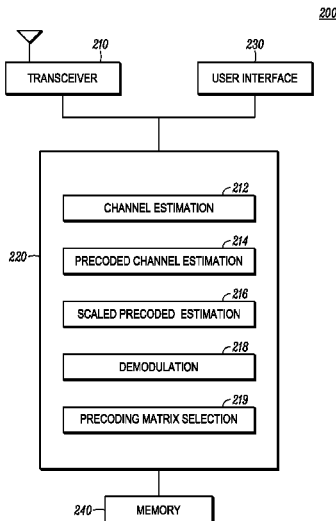 200
210
230
TRANSCEIVER
USER INTERFACE
212
CHANNEL ESTIMATION
214
PRECODED CHANNEL ESTIMATION
220
216
SCALED PRECODED ESTIMATION
218
DEMODULATION
219
PRECODING MATRIX SELECTION
240
MEMORY